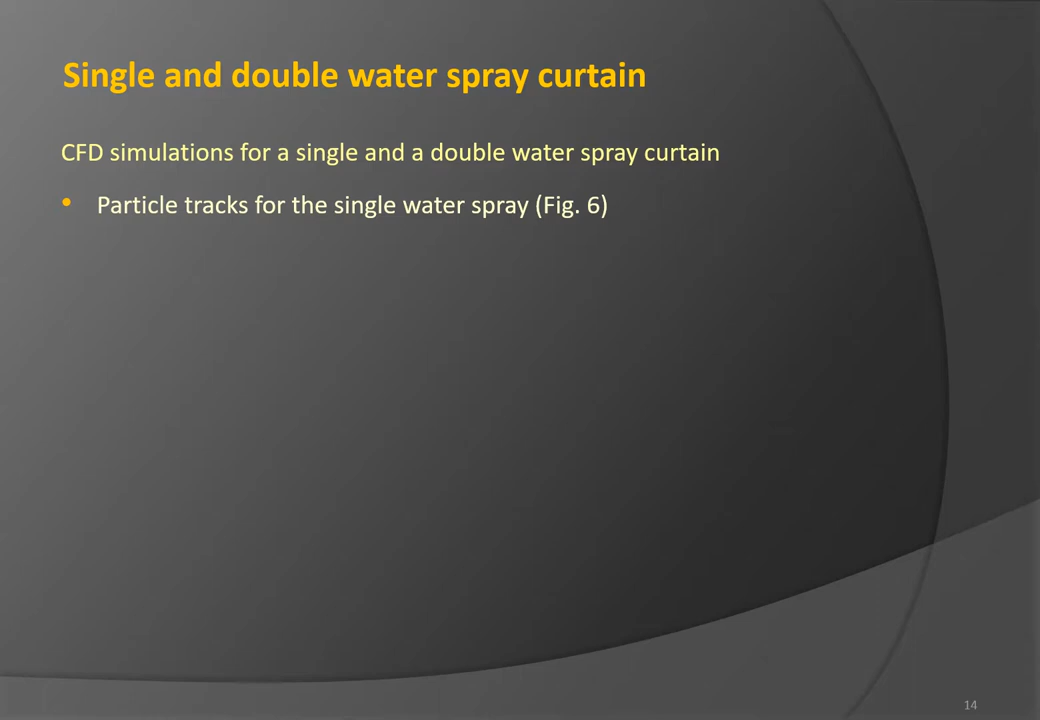 Single and double water spray curtain
CFD simulations for a single and a double water spray curtain
• Particle tracks for the single water spray (Fig. 6)
14